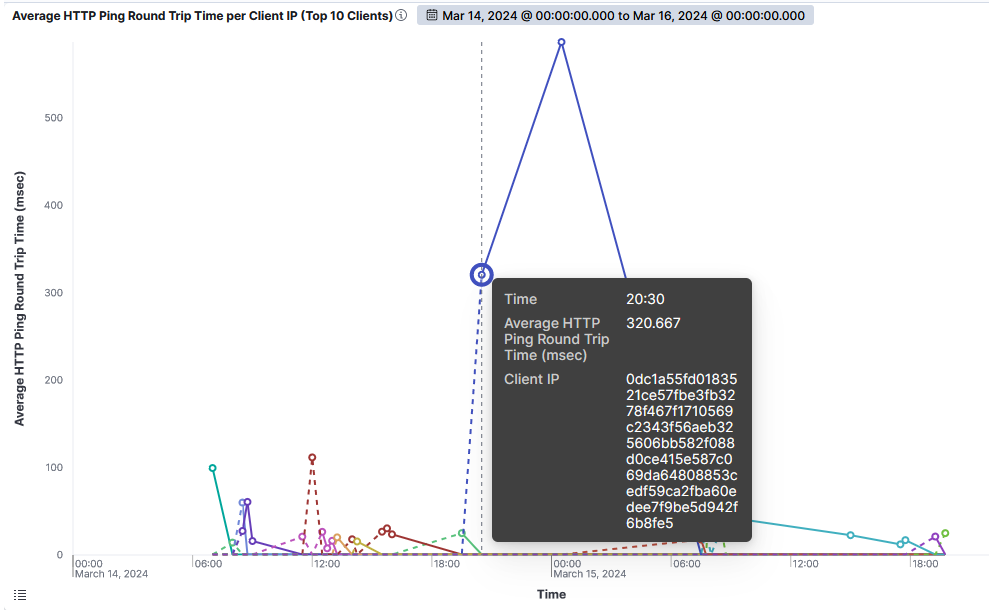 Average HTTP Ping Round Trip Time per Client IP (Top 10 Clients) Mar 14, 2024 @ 00:00:00.000 to Mar 16, 2024 @ 00:00:00.000
Average HTTP Ping Round Trip Time (msec)
500
400
300
200
100
0
Time 20:30
Average HTTP 320.667
Ping Round Trip
Time (msec)
Client IP 0dc1a55fd01835
21ce57fbe3fb32
78f467f1710569
c2343f56aeb32
5606bb582f088
d0ce415e587c0
69da64808853c
edf59ca2fba60e
dee7f9be5d942f
6b8fe5
00:00 06:00 12:00 18:00 00:00 06:00 12:00 18:00
March 14, 2024 March 15, 2024
Time